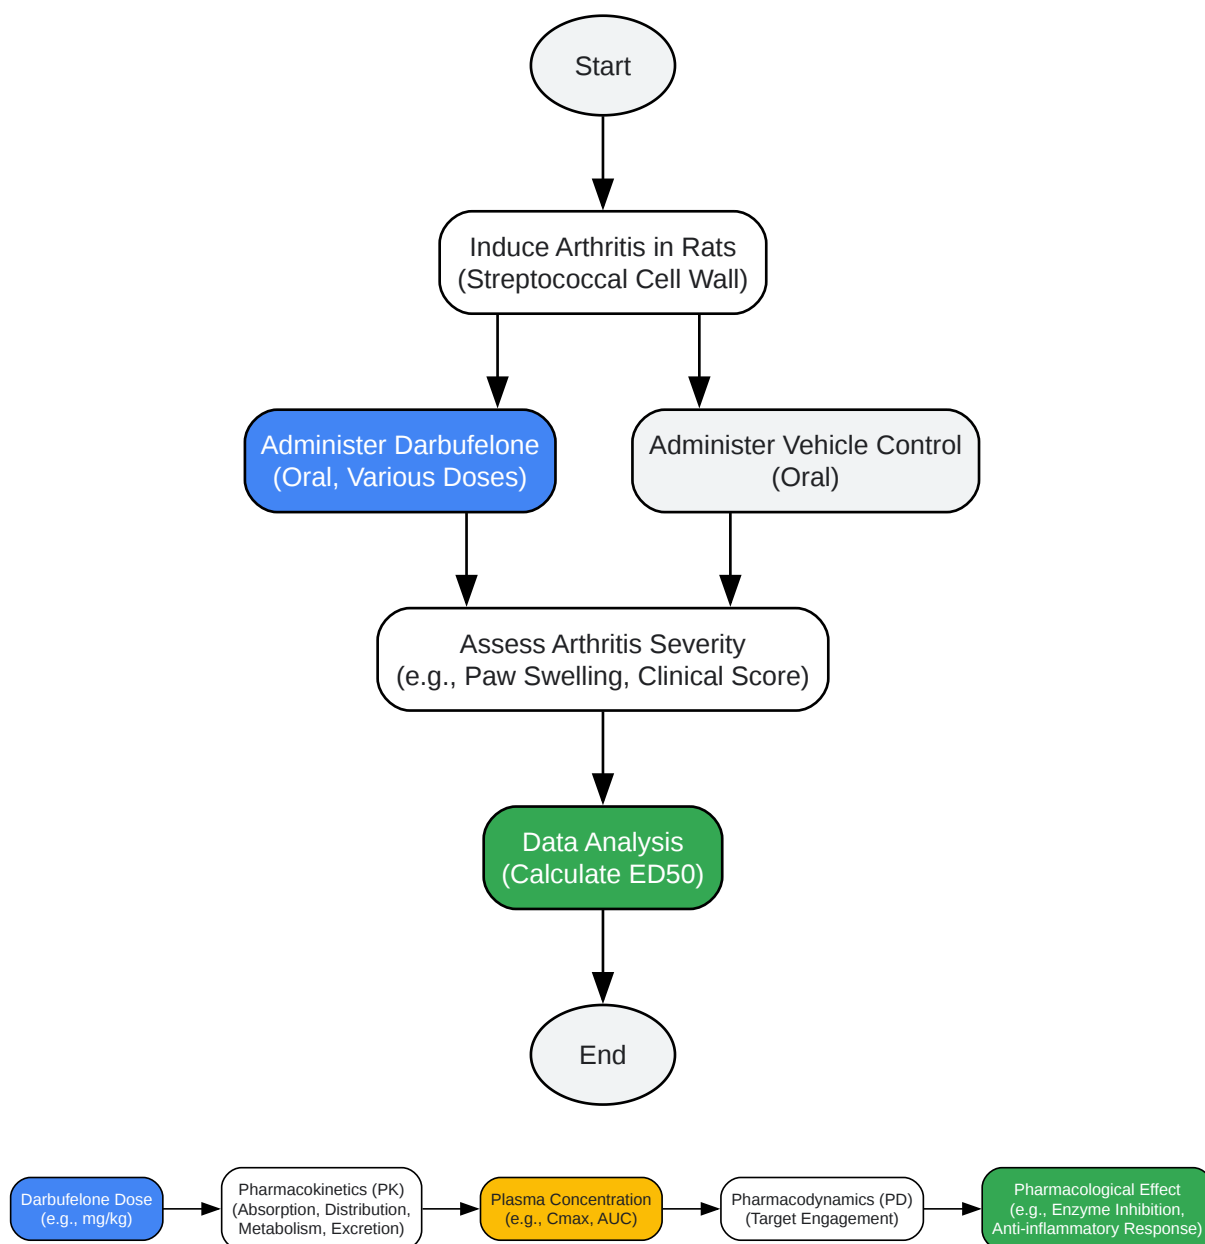 Start
Induce Arthritis in Rats
(Streptococcal Cell Wall)
Administer Darbufelone
(Oral, Various Doses)
Administer Vehicle Control
(Oral)
Assess Arthritis Severity
(e.g., Paw Swelling, Clinical Score)
Data Analysis
(Calculate ED50)
End
Darbufelone Dose
(e.g., mg/kg)
Pharmacokinetics (PK)
(Absorption, Distribution,
Metabolism, Excretion)
Plasma Concentration
(e.g., Cmax, AUC)
Pharmacodynamics (PD)
(Target Engagement)
Pharmacological Effect
(e.g., Enzyme Inhibition,
Anti-inflammatory Response)